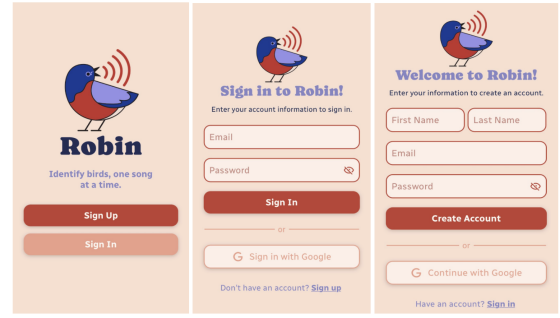 Robin
Identify birds, one song
at a time.
Sign Up
Sign In
Sign in to Robin!
Enter your account information to sign in.
Email
Password
Sign In
or
G Sign in with Google
Don't have an account? Sign up
Welcome to Robin!
Enter your information to create an account.
First Name Last Name
Email
Password
Create Account
or
G Continue with Google
Have an account? Sign in